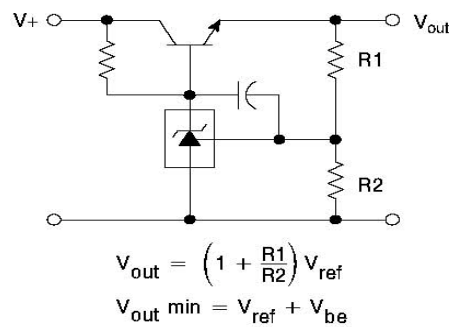 V+
Vout
R1
R2
Vout = (1 + R1/R2) Vref
Vout min = Vref + Vbe